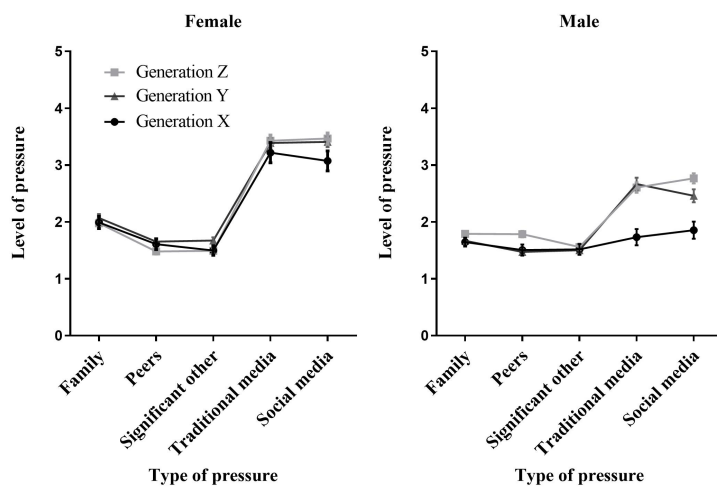 Female
Level of pressure
5
4
3
2
1
0
Generation Z
Generation Y
Generation X
Family
Peers
Significant other
Traditional media
Social media
Type of pressure
Male
Level of pressure
5
4
3
2
1
0
Family
Peers
Significant other
Traditional media
Social media
Type of pressure